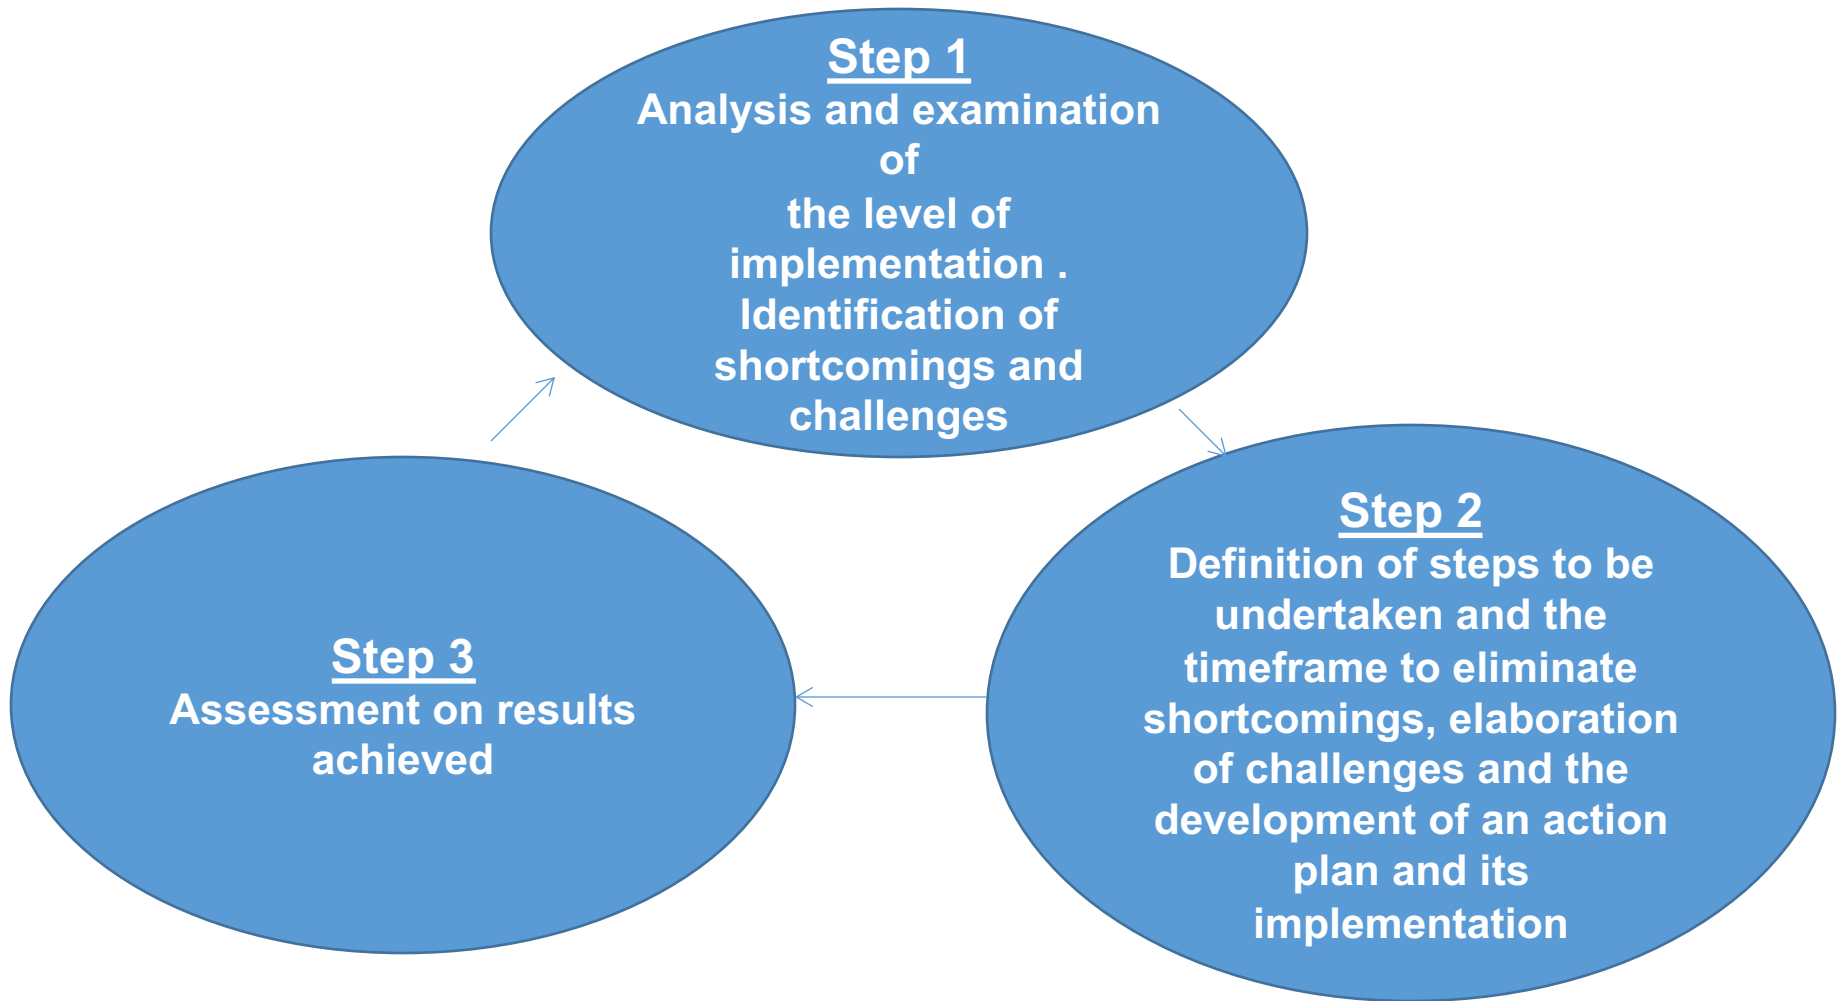 Step 1
Analysis and examination
of
the level of
implementation .
Identification of
shortcomings and
challenges
Step 2
Definition of steps to be
undertaken and the
timeframe to eliminate
shortcomings, elaboration
of challenges and the
development of an action
plan and its
implementation
Step 3
Assessment on results
achieved